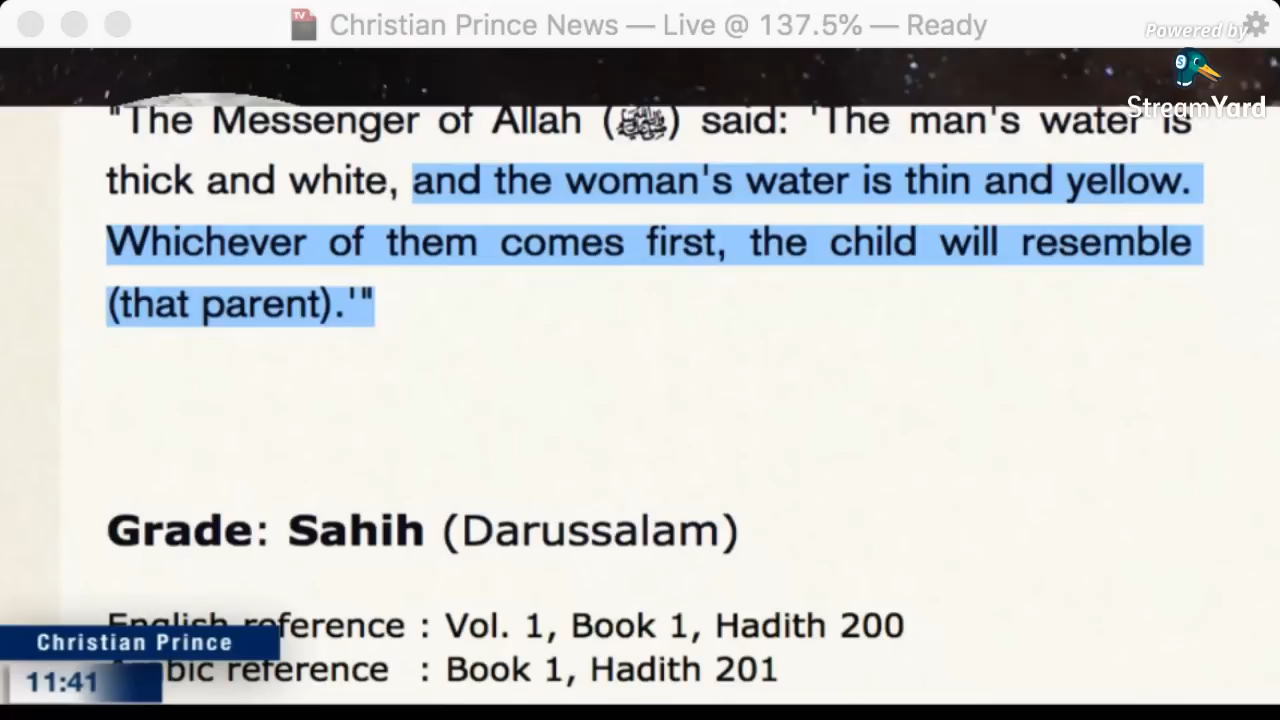 Christian Prince News — Live @ 137.5% — Ready
Powered by
StreamYard
"The Messenger of Allah (ﷺ) said: 'The man's water is
thick and white, and the woman's water is thin and yellow.
Whichever of them comes first, the child will resemble
(that parent).'"
Grade: Sahih (Darussalam)
English reference : Vol. 1, Book 1, Hadith 200
Christian Prince
reference : Book 1, Hadith 201
11:41